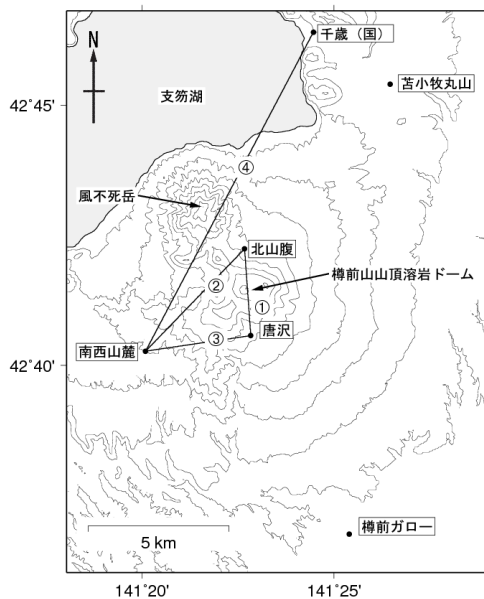 千歳（国）
N
苫小牧丸山
42°45'
支笏湖
④
風不死岳
北山腹
樽前山山頂溶岩ドーム
②
①
唐沢
③
南西山麓
42°40'
樽前ガロー
5 km
141°20'
141°25'